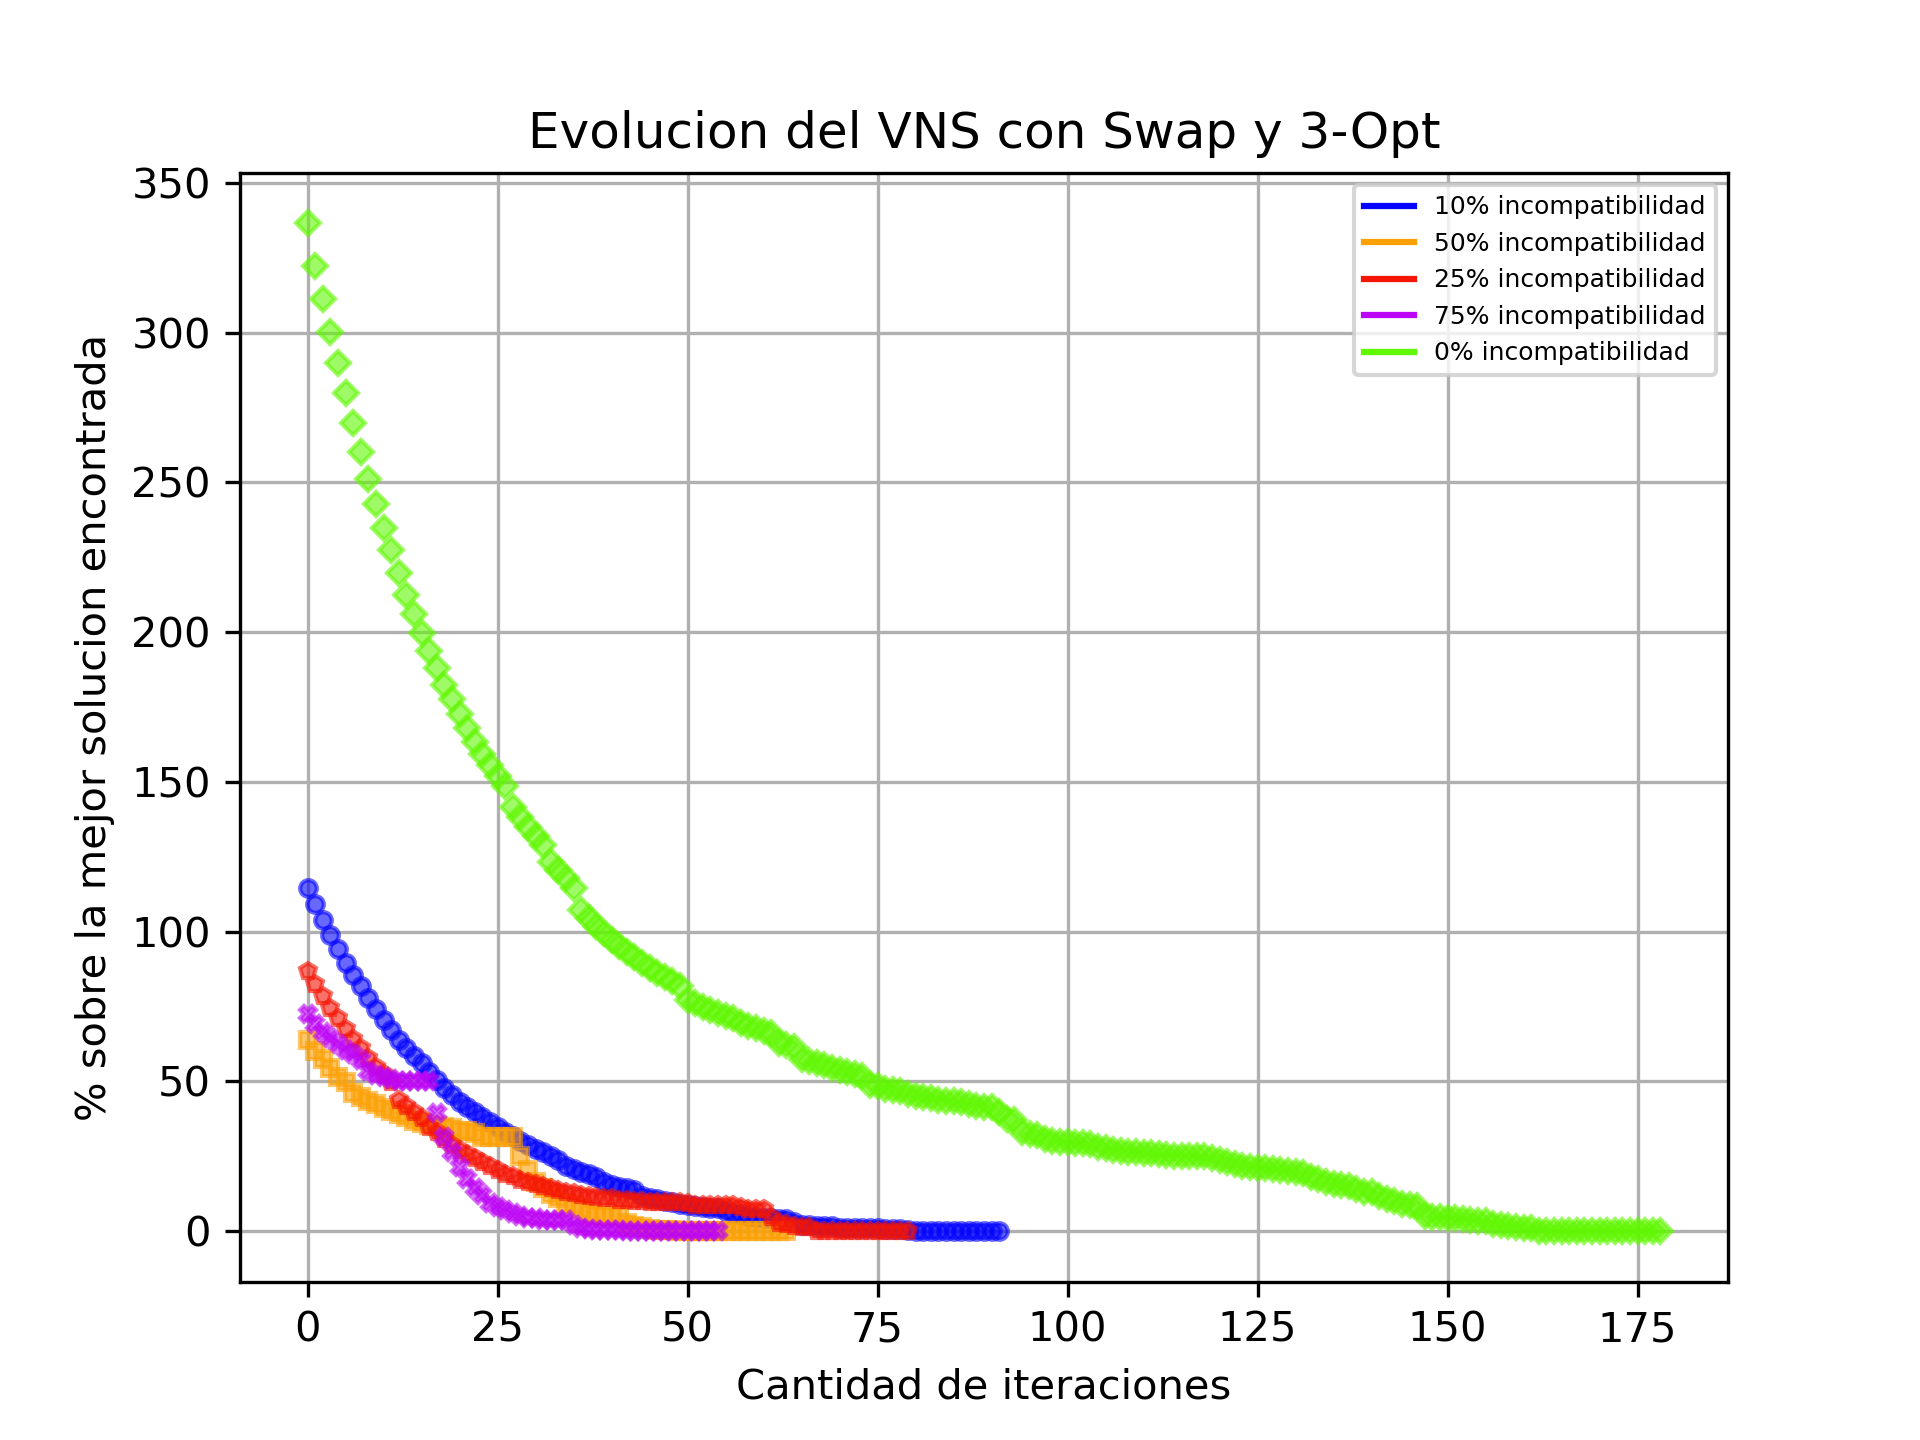 Evolucion del VNS con Swap y 3-Opt
350
300
250
200
150
100
50
0
% sobre la mejor solucion encontrada
10% incompatibilidad
50% incompatibilidad
25% incompatibilidad
75% incompatibilidad
0% incompatibilidad
0 25 50 75 100 125 150 175
Cantidad de iteraciones